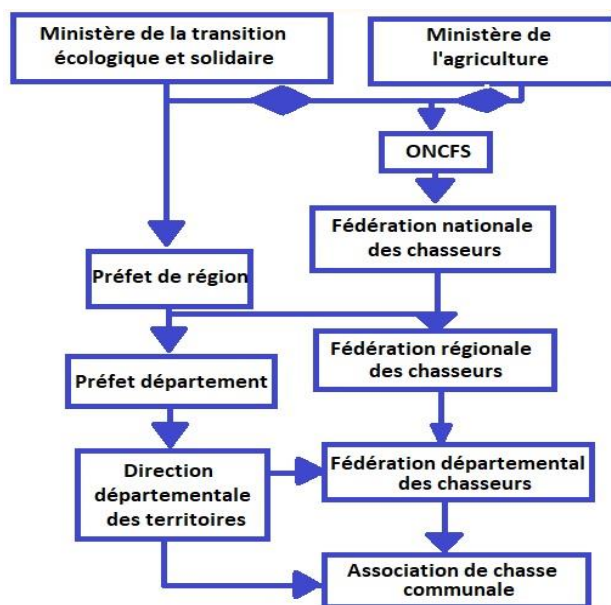 Ministère de la transition
écologique et solidaire
Ministère de
l'agriculture
ONCFS
Fédération nationale
des chasseurs
Préfet de région
Fédération régionale
des chasseurs
Préfet département
Direction
départementale
des territoires
Fédération départemental
des chasseurs
Association de chasse
communale